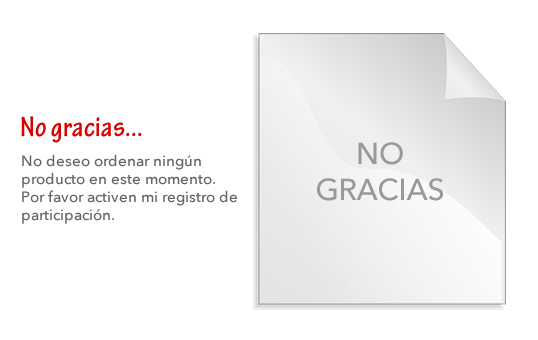 No gracias...
No deseo ordenar ningún
producto en este momento.
Por favor activen mi registro de
participación.
NO
GRACIAS